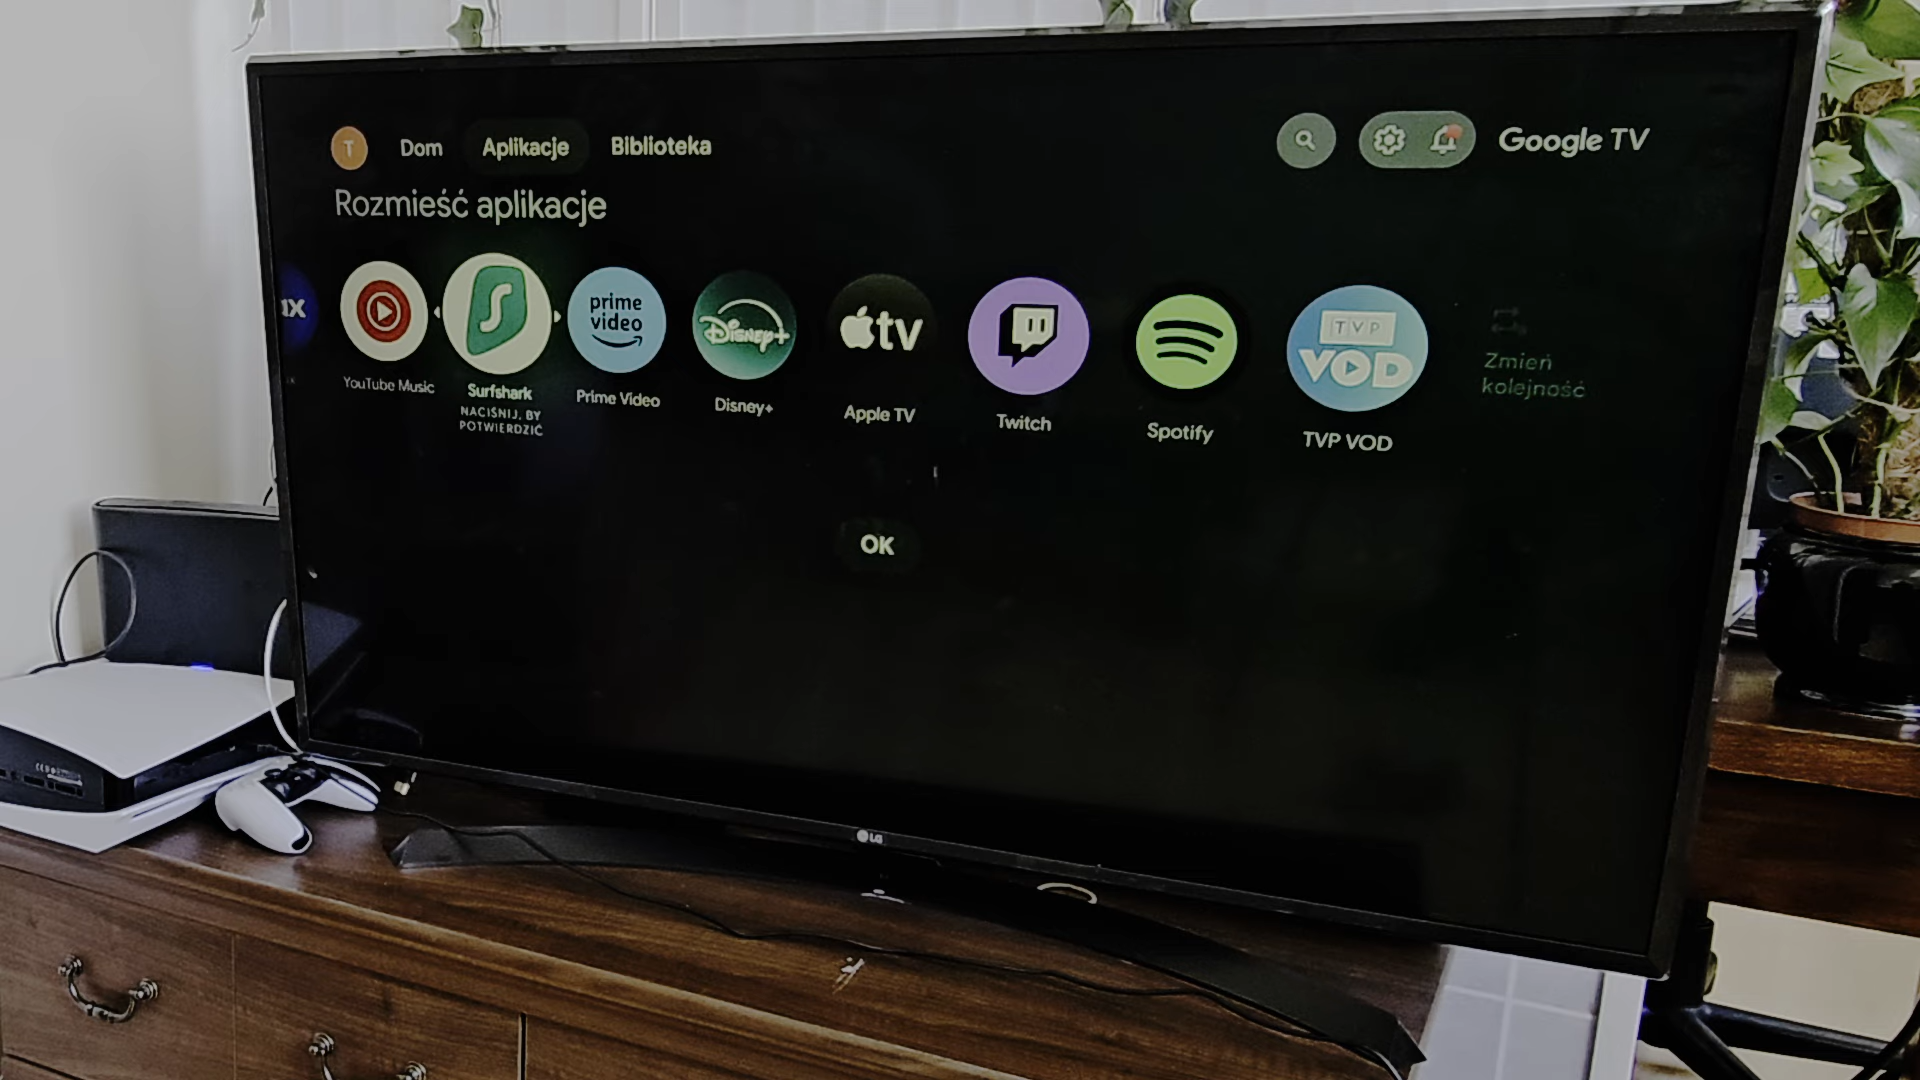 T Dom Aplikacje Biblioteka Google TV
Rozmieść aplikacje
YouTube Music
Surfshark
NACIŚNIJ, BY
POTWIERDZIĆ
prime
video
Prime Video
Disney+
Disney+
tv
Apple TV
Twitch
Spotify
TVP
VOD
TVP VOD
Zmień
kolejność
OK
LG